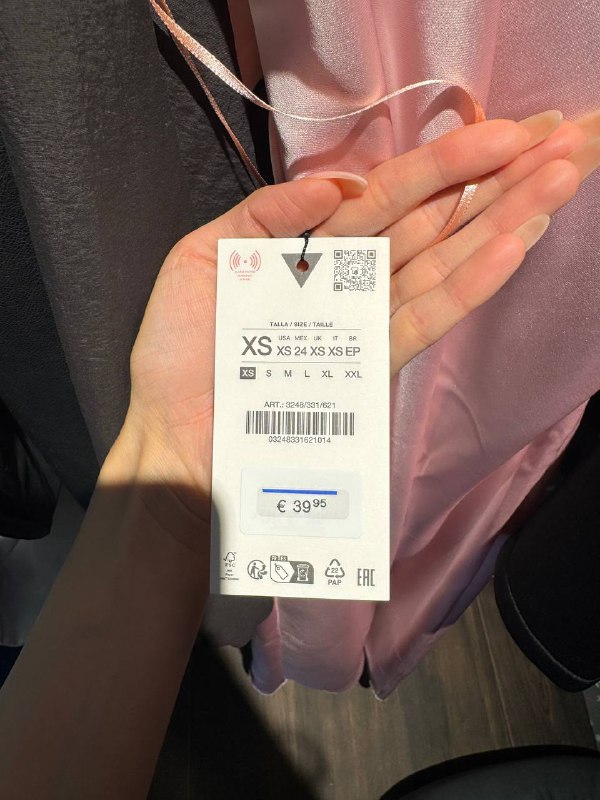 TALLA / SIZE / TAILLE
XS
USA MEX UK IT BR
XS 24 XS XS EP
XS S M L XL XXL
ART.: 3248/331/621
03248331621014
€ 39 95
FSC
22
PAP
EAC